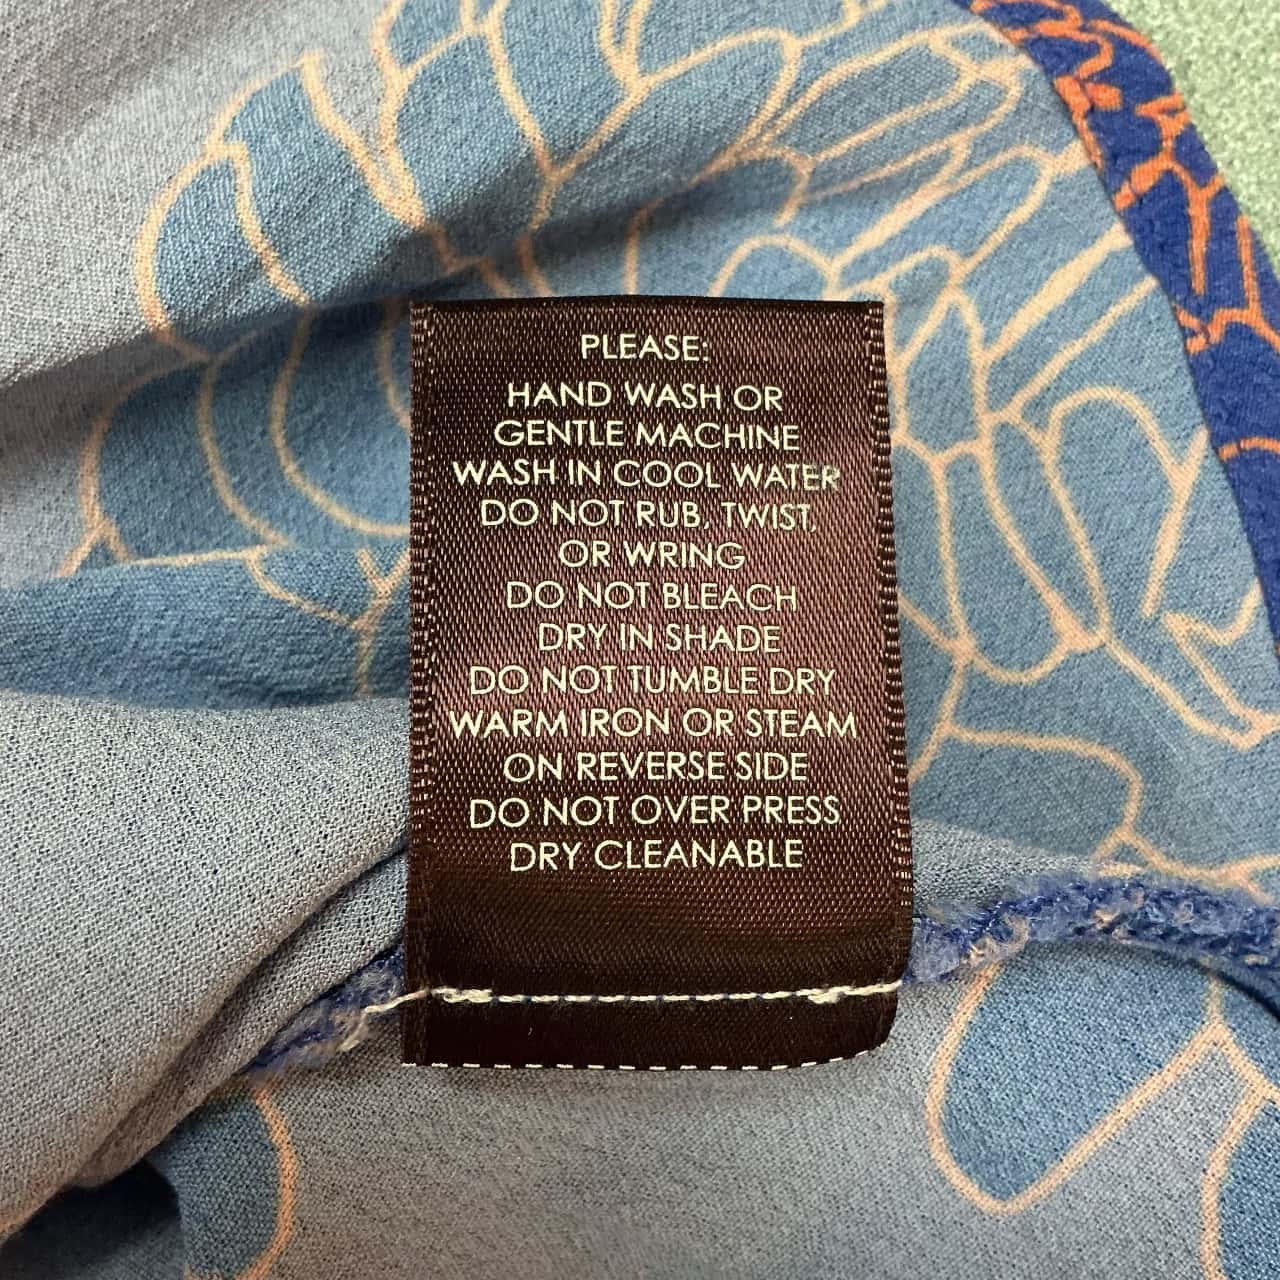 PLEASE:
HAND WASH OR
GENTLE MACHINE
WASH IN COOL WATER
DO NOT RUB, TWIST,
OR WRING
DO NOT BLEACH
DRY IN SHADE
DO NOT TUMBLE DRY
WARM IRON OR STEAM
ON REVERSE SIDE
DO NOT OVER PRESS
DRY CLEANABLE